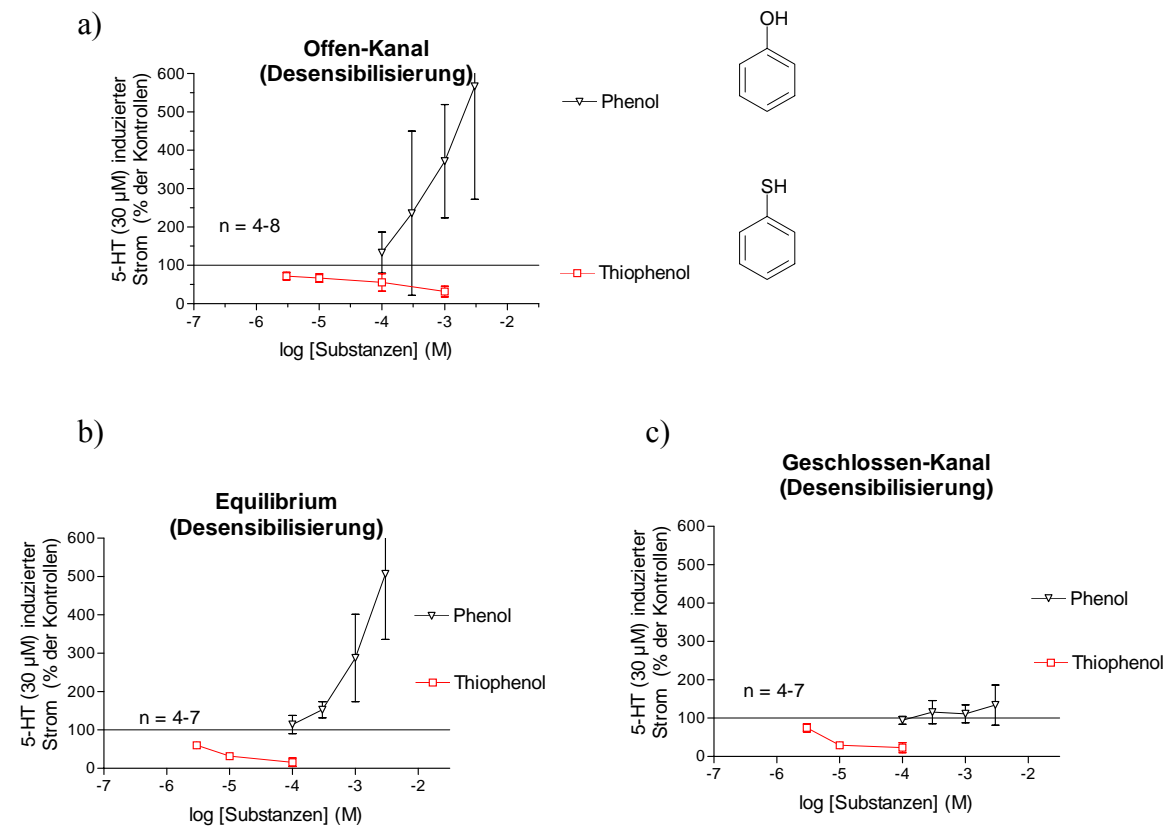 a)
Offen-Kanal
(Desensibilisierung)
5-HT (30 µM) induzierter
Strom (% der Kontrollen)
600
500
400
300
200
100
0
n = 4-8
-7 -6 -5 -4 -3 -2
log [Substanzen] (M)
Phenol
Thiophenol
OH
SH
b)
Equilibrium
(Desensibilisierung)
5-HT (30 µM) induzierter
Strom (% der Kontrollen)
600
500
400
300
200
100
0
n = 4-7
-7 -6 -5 -4 -3 -2
log [Substanzen] (M)
Phenol
Thiophenol
c)
Geschlossen-Kanal
(Desensibilisierung)
5-HT (30 µM) induzierter
Strom (% der Kontrollen)
600
500
400
300
200
100
0
n = 4-7
-7 -6 -5 -4 -3 -2
log [Substanzen] (M)
Phenol
Thiophenol